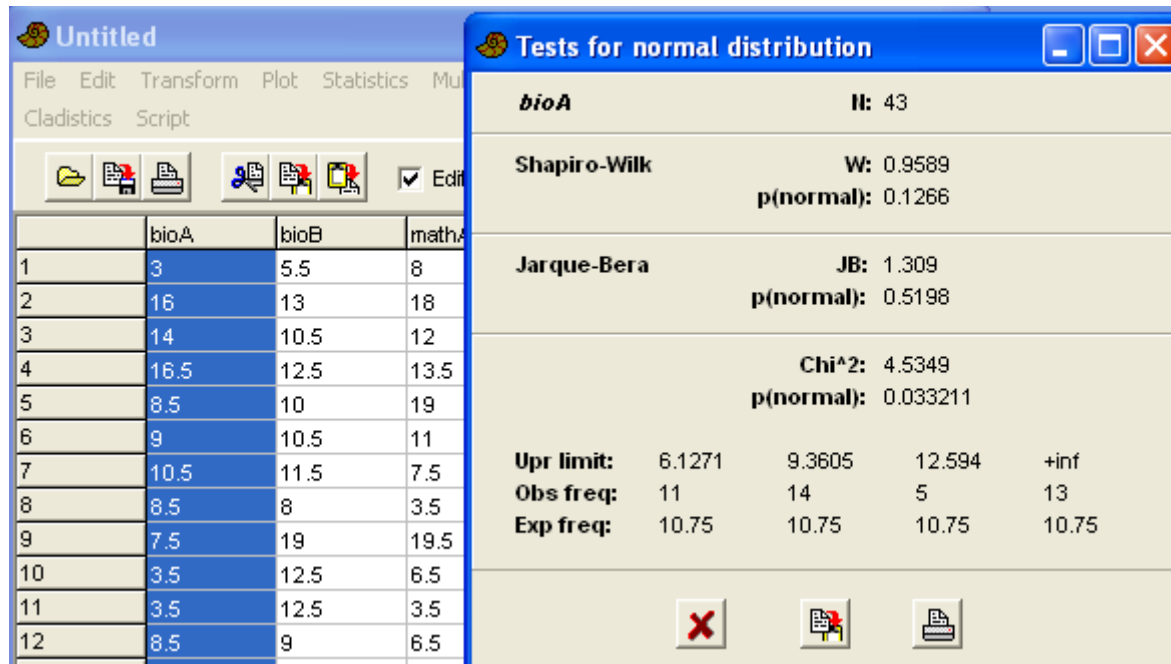 Untitled
File Edit Transform Plot Statistics Mul
Cladistics Script
Edit
bioA bioB mathA
1 3 5.5 8
2 16 13 18
3 14 10.5 12
4 16.5 12.5 13.5
5 8.5 10 19
6 9 10.5 11
7 10.5 11.5 7.5
8 8.5 8 3.5
9 7.5 19 19.5
10 3.5 12.5 6.5
11 3.5 12.5 3.5
12 8.5 9 6.5
Tests for normal distribution
bioA N: 43
Shapiro-Wilk W: 0.9589
p(normal): 0.1266
Jarque-Bera JB: 1.309
p(normal): 0.5198
Chi^2: 4.5349
p(normal): 0.033211
Upr limit: 6.1271 9.3605 12.594 +inf
Obs freq: 11 14 5 13
Exp freq: 10.75 10.75 10.75 10.75